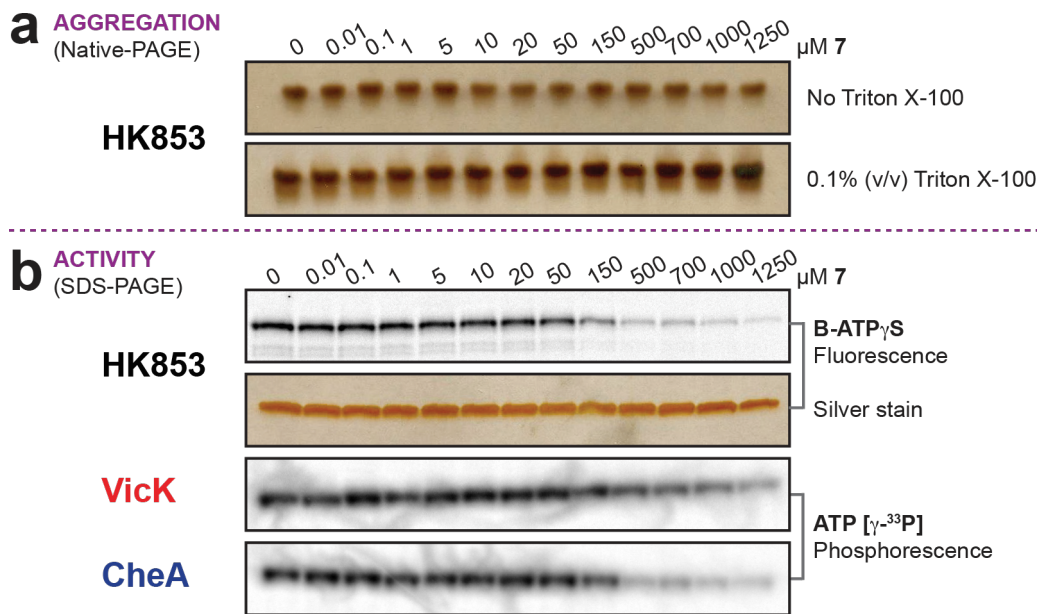 a AGGREGATION
(Native-PAGE)
0 0.01 0.1 1 5 10 20 50 150 500 700 1000 1250 µM 7
HK853
No Triton X-100
0.1% (v/v) Triton X-100
b ACTIVITY
(SDS-PAGE)
0 0.01 0.1 1 5 10 20 50 150 500 700 1000 1250 µM 7
HK853
B-ATPγS
Fluorescence
Silver stain
VicK
ATP [γ-³³P]
Phosphorescence
CheA